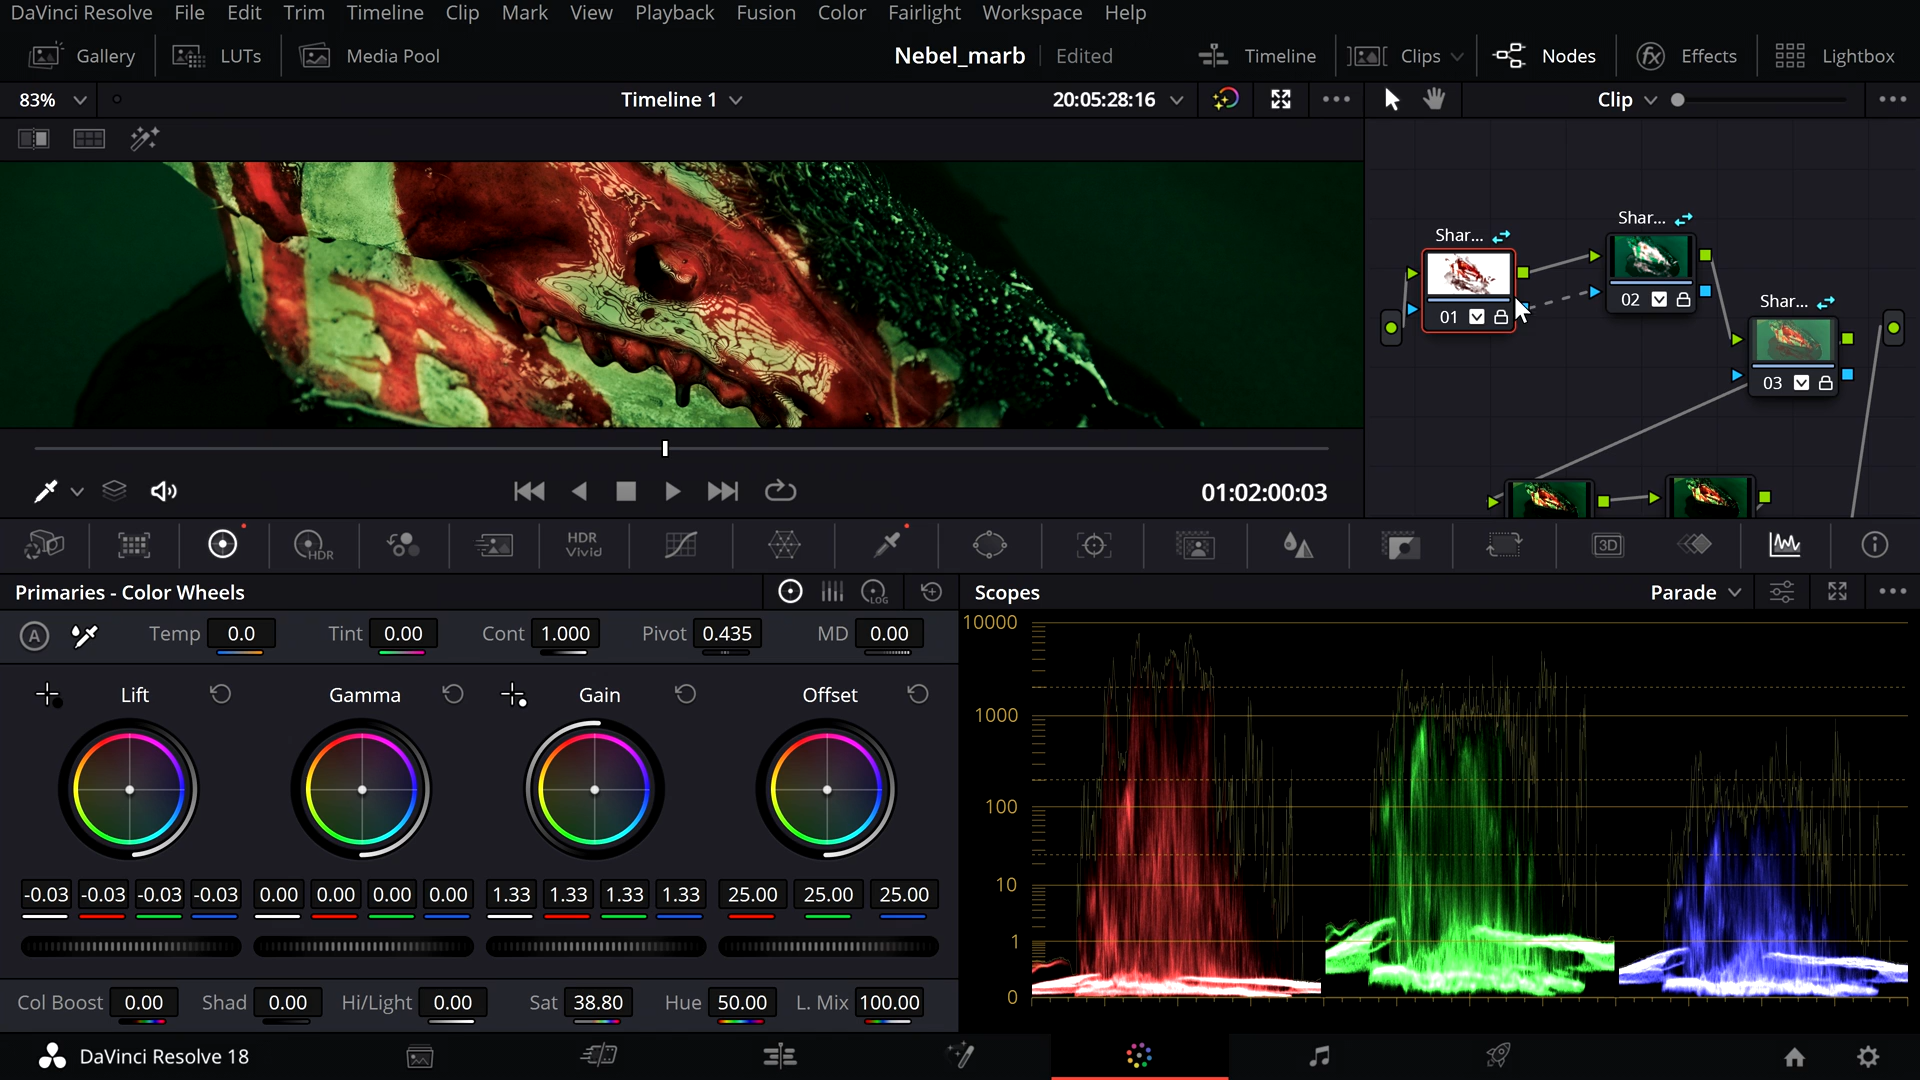 DaVinci Resolve File Edit Trim Timeline Clip Mark View Playback Fusion Color Fairlight Workspace Help
Gallery LUTs Media Pool Nebel_marb Edited Timeline Clips Nodes Effects Lightbox
83% Timeline 1 20:05:28:16 Clip
Shar...
Shar...
Shar...
01
02
03
01:02:00:03
HDR
HDR
Vivid
3D
Primaries - Color Wheels LOG Scopes Parade
A Temp 0.0 Tint 0.00 Cont 1.000 Pivot 0.435 MD 0.00
Lift Gamma Gain Offset
-0.03 -0.03 -0.03 -0.03 0.00 0.00 0.00 0.00 1.33 1.33 1.33 1.33 25.00 25.00 25.00
Col Boost 0.00 Shad 0.00 Hi/Light 0.00 Sat 38.80 Hue 50.00 L. Mix 100.00
10000
1000
100
10
1
0
DaVinci Resolve 18